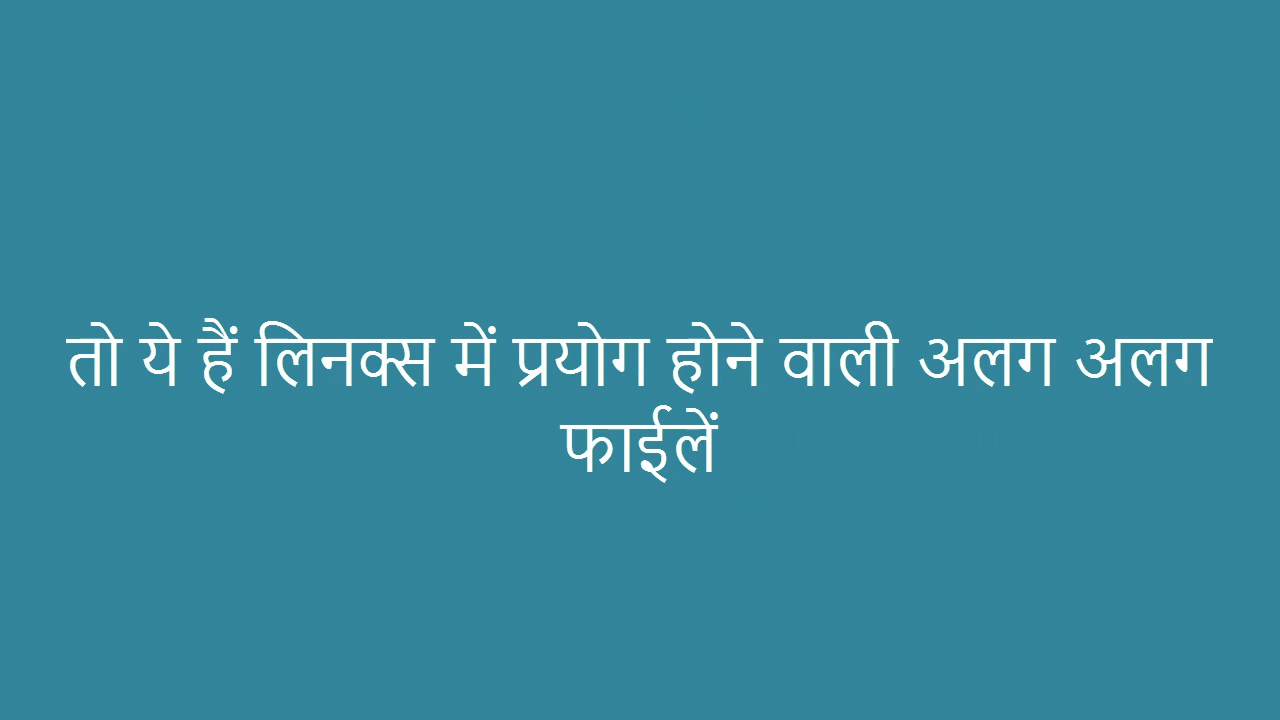 तो ये हैं लिनक्स में प्रयोग होने वाली अलग अलग
फाईलें